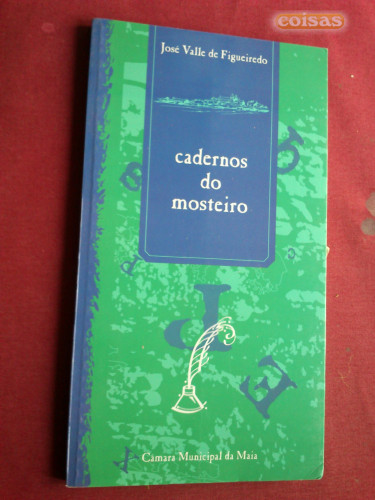 coisas
José Valle de Figueiredo
cadernos
do
mosteiro
B
b
c
P
P
E
A
Câmara Municipal da Maia